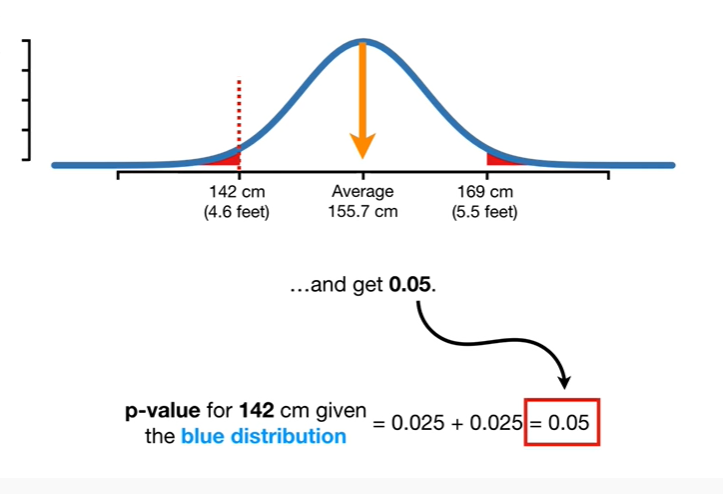 142 cm
(4.6 feet)
Average
155.7 cm
169 cm
(5.5 feet)
...and get 0.05.
p-value for 142 cm given
the blue distribution
= 0.025 + 0.025 = 0.05